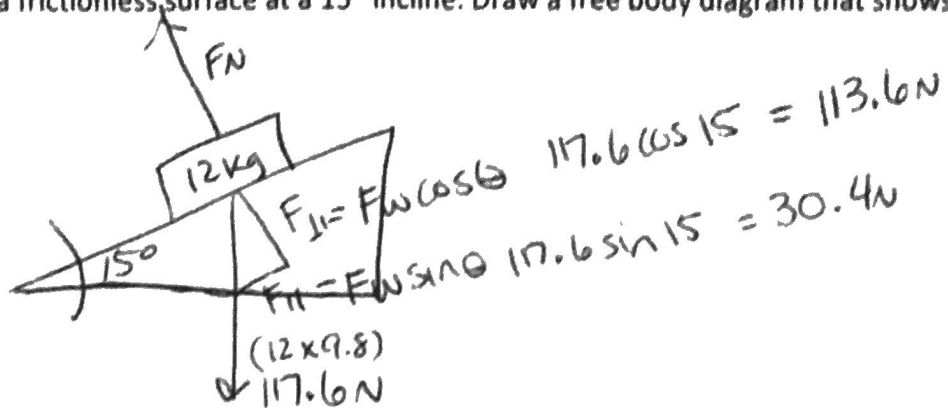 a frictionless surface at a 15° incline. Draw a free body diagram that shows
FN
12kg
F⊥ = Fw cosθ 117.6 cos 15 = 113.6N
15°
F|| = Fw sinθ 117.6 sin 15 = 30.4N
(12 x 9.8)
117.6N